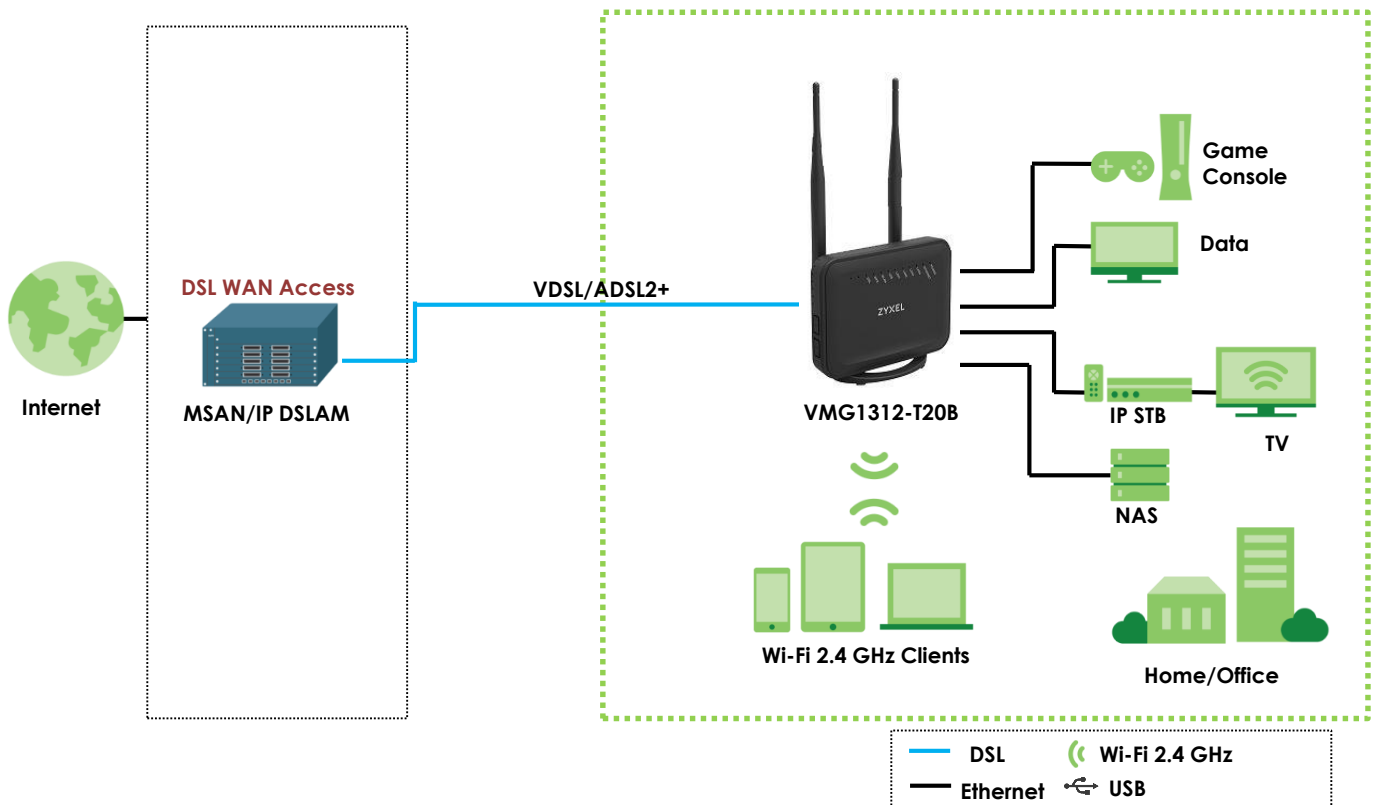 Game
Console
Data
DSL WAN Access
VDSL/ADSL2+
ZYXEL
Internet
MSAN/IP DSLAM
VMG1312-T20B
IP STB
TV
NAS
Wi-Fi 2.4 GHz Clients
Home/Office
DSL
Wi-Fi 2.4 GHz
Ethernet
USB